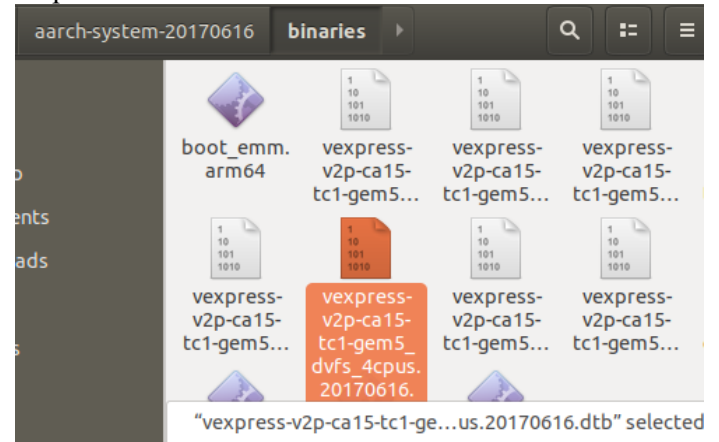 aarch-system-20170616 binaries
boot_emm.
arm64
vexpress-
v2p-ca15-
tc1-gem5…
vexpress-
v2p-ca15-
tc1-gem5…
vexpress-
v2p-ca15-
tc1-gem5…
vexpress-
v2p-ca15-
tc1-gem5…
vexpress-
v2p-ca15-
tc1-gem5_
dvfs_4cpus.
20170616.
vexpress-
v2p-ca15-
tc1-gem5…
vexpress-
v2p-ca15-
tc1-gem5…
ents
ads
“vexpress-v2p-ca15-tc1-ge…us.20170616.dtb” selected